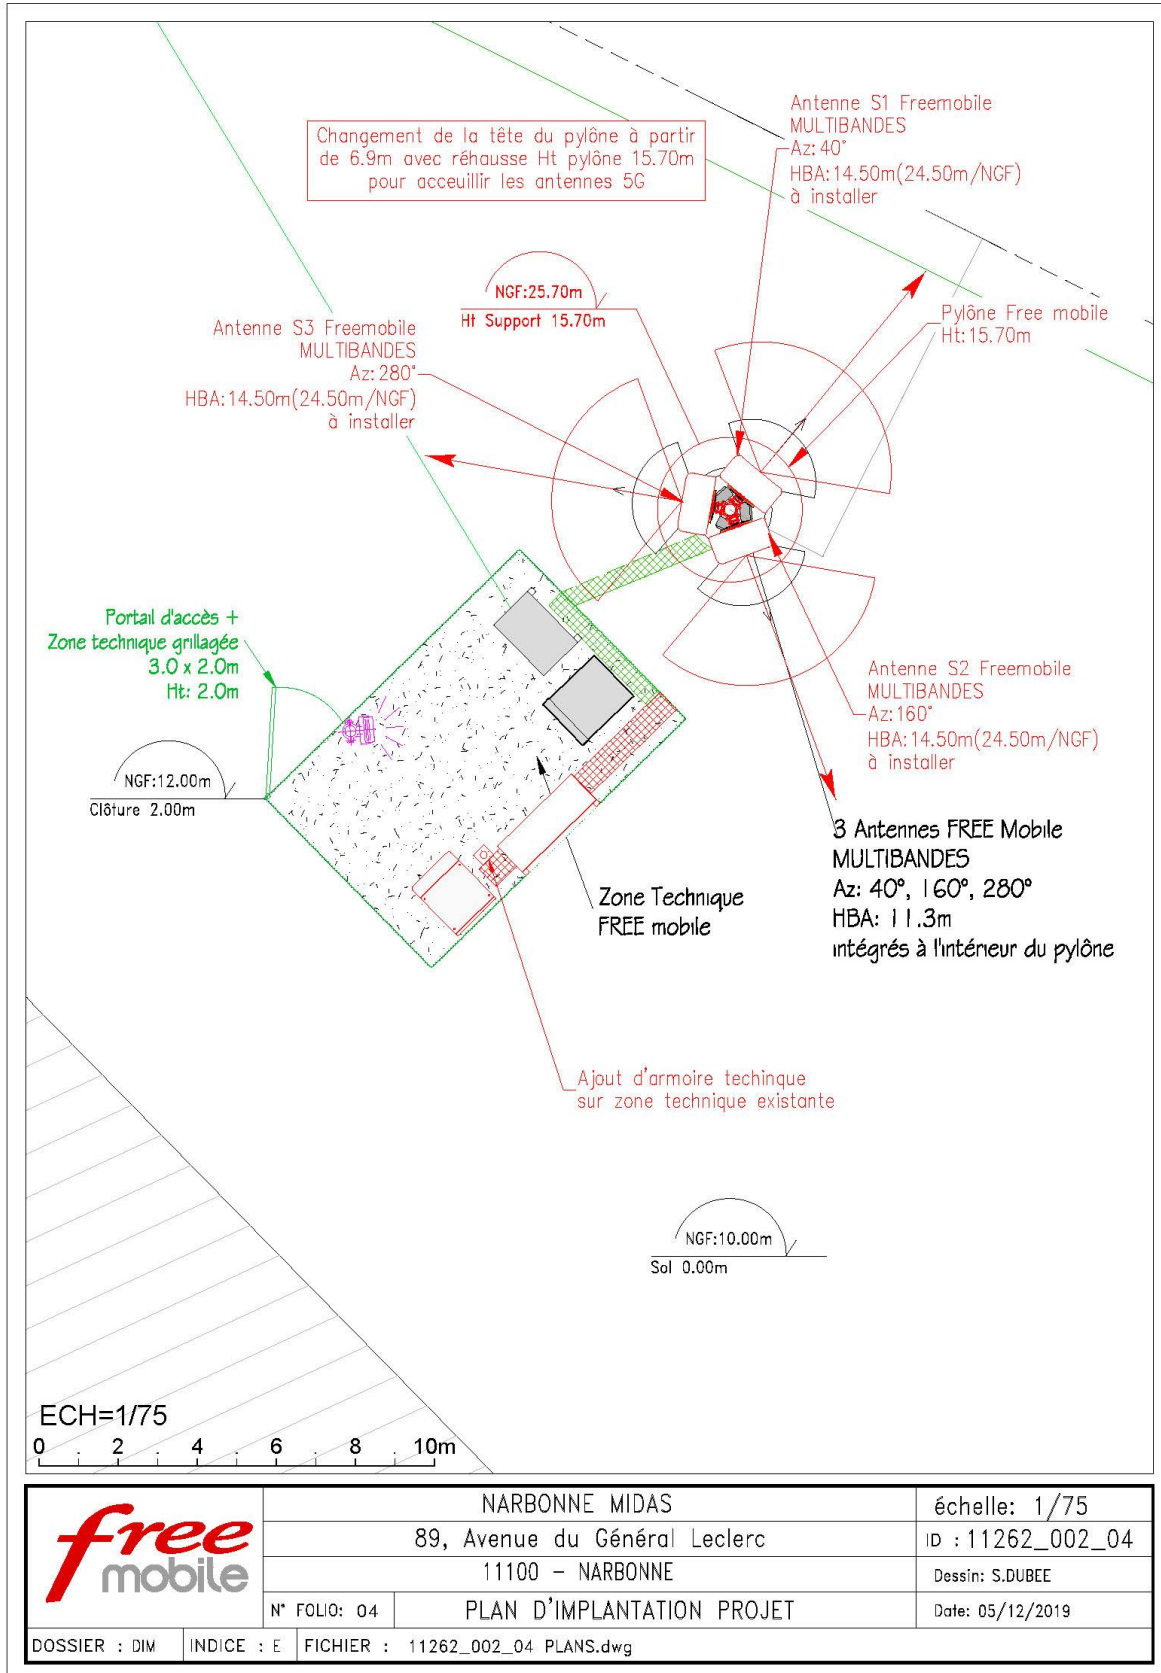 Antenne S1 Freemobile
MULTIBANDES
Az: 40°
HBA: 14.50m(24.50m/NGF)
à installer
Changement de la tête du pylône à partir
de 6.9m avec réhausse Ht pylône 15.70m
pour acceuillir les antennes 5G
NGF:25.70m
Ht Support 15.70m
Pylône Free mobile
Ht: 15.70m
Antenne S3 Freemobile
MULTIBANDES
Az: 280°
HBA: 14.50m(24.50m/NGF)
à installer
Portail d'accès +
Zone technique grillagée
3.0 x 2.0m
Ht: 2.0m
Antenne S2 Freemobile
MULTIBANDES
Az: 160°
HBA: 14.50m(24.50m/NGF)
à installer
NGF:12.00m
Clôture 2.00m
3 Antennes FREE Mobile
MULTIBANDES
Az: 40°, 160°, 280°
HBA: 11.3m
intégrés à l'intérieur du pylône
Zone Technique
FREE mobile
Ajout d'armoire techinque
sur zone technique existante
NGF:10.00m
Sol 0.00m
ECH=1/75
0 . 2 . 4 . 6 . 8 . 10m
free
mobile
NARBONNE MIDAS
89, Avenue du Général Leclerc
11100 - NARBONNE
N° FOLIO: 04
PLAN D'IMPLANTATION PROJET
échelle: 1/75
ID : 11262_002_04
Dessin: S.DUBEE
Date: 05/12/2019
DOSSIER : DIM
INDICE : E
FICHIER : 11262_002_04 PLANS.dwg